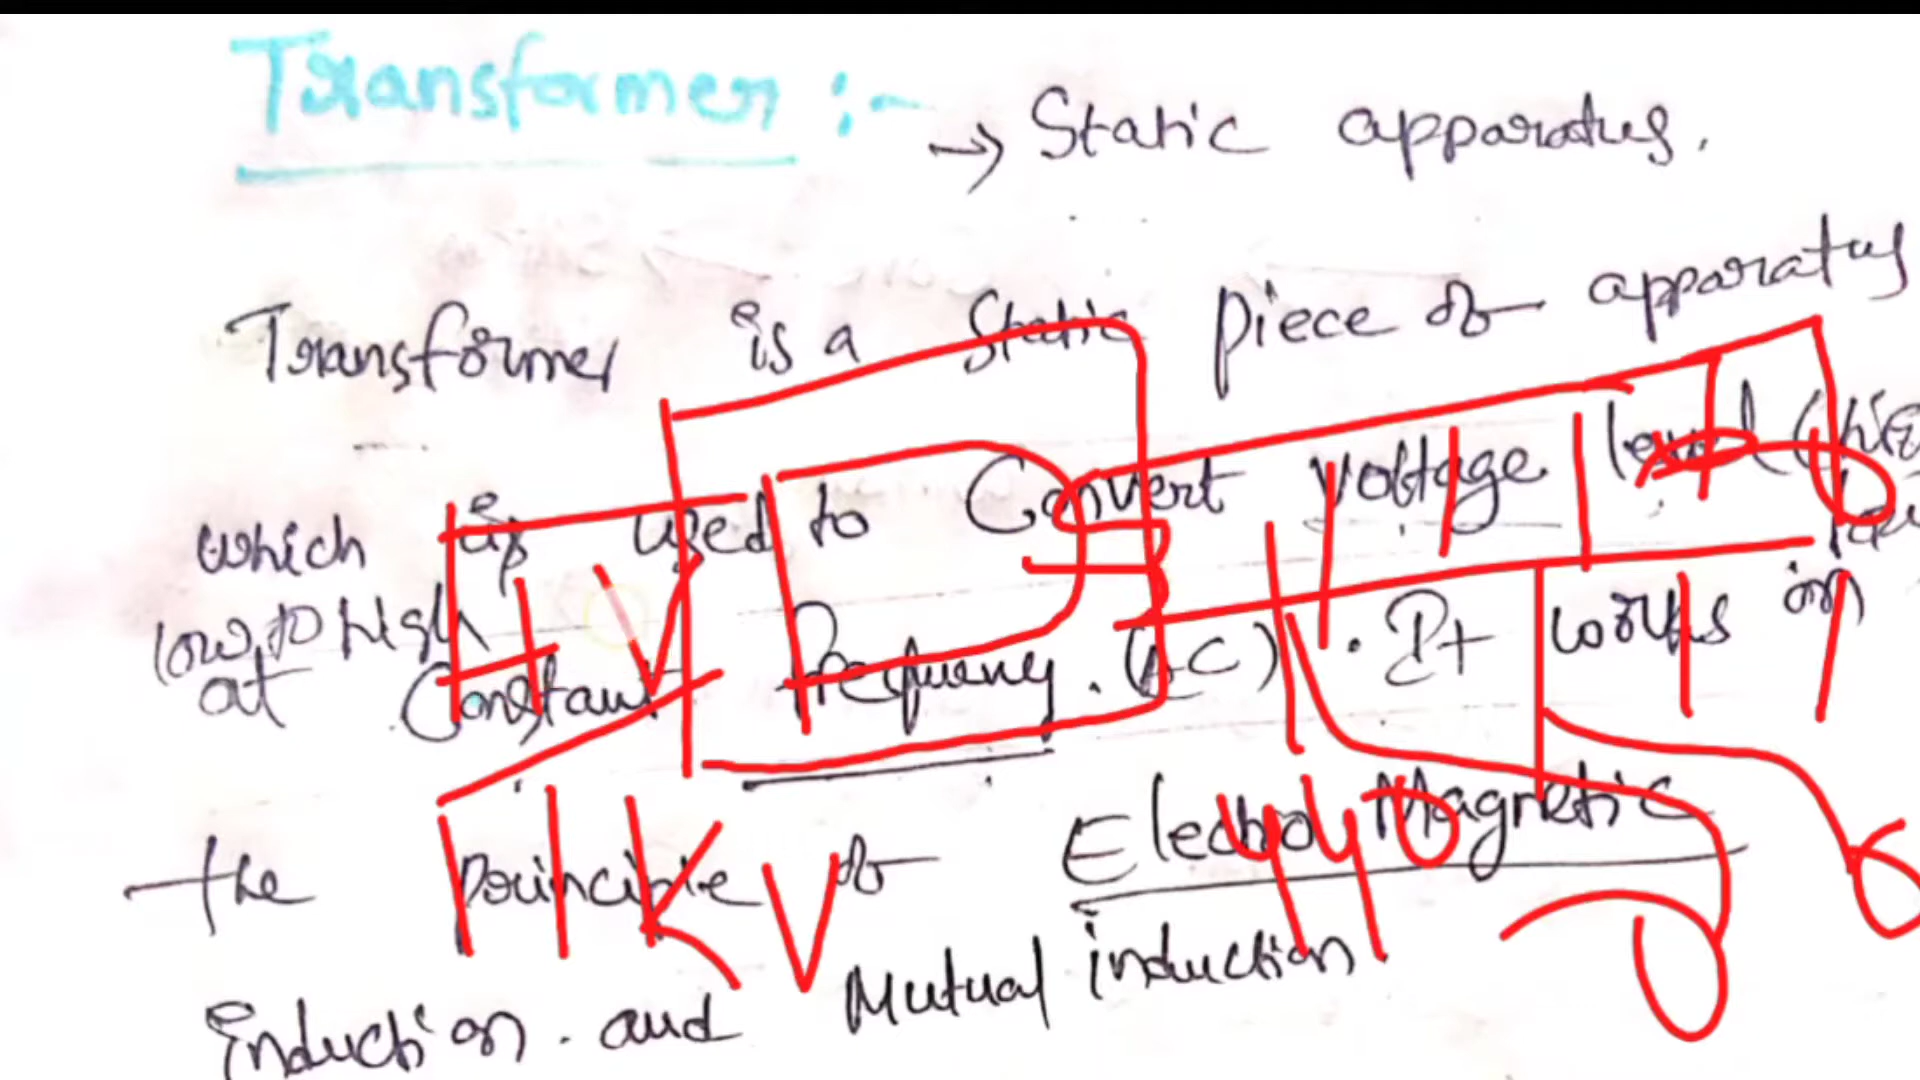 Transformer :-
→ Static apparatus.
Transformer is a Static piece of apparatus
which is used to Convert voltage level
low to high
at Constant frequency. (AC). It works on
the Principle of Electro Magnetic
induction. and Mutual induction
HV
11KV
440